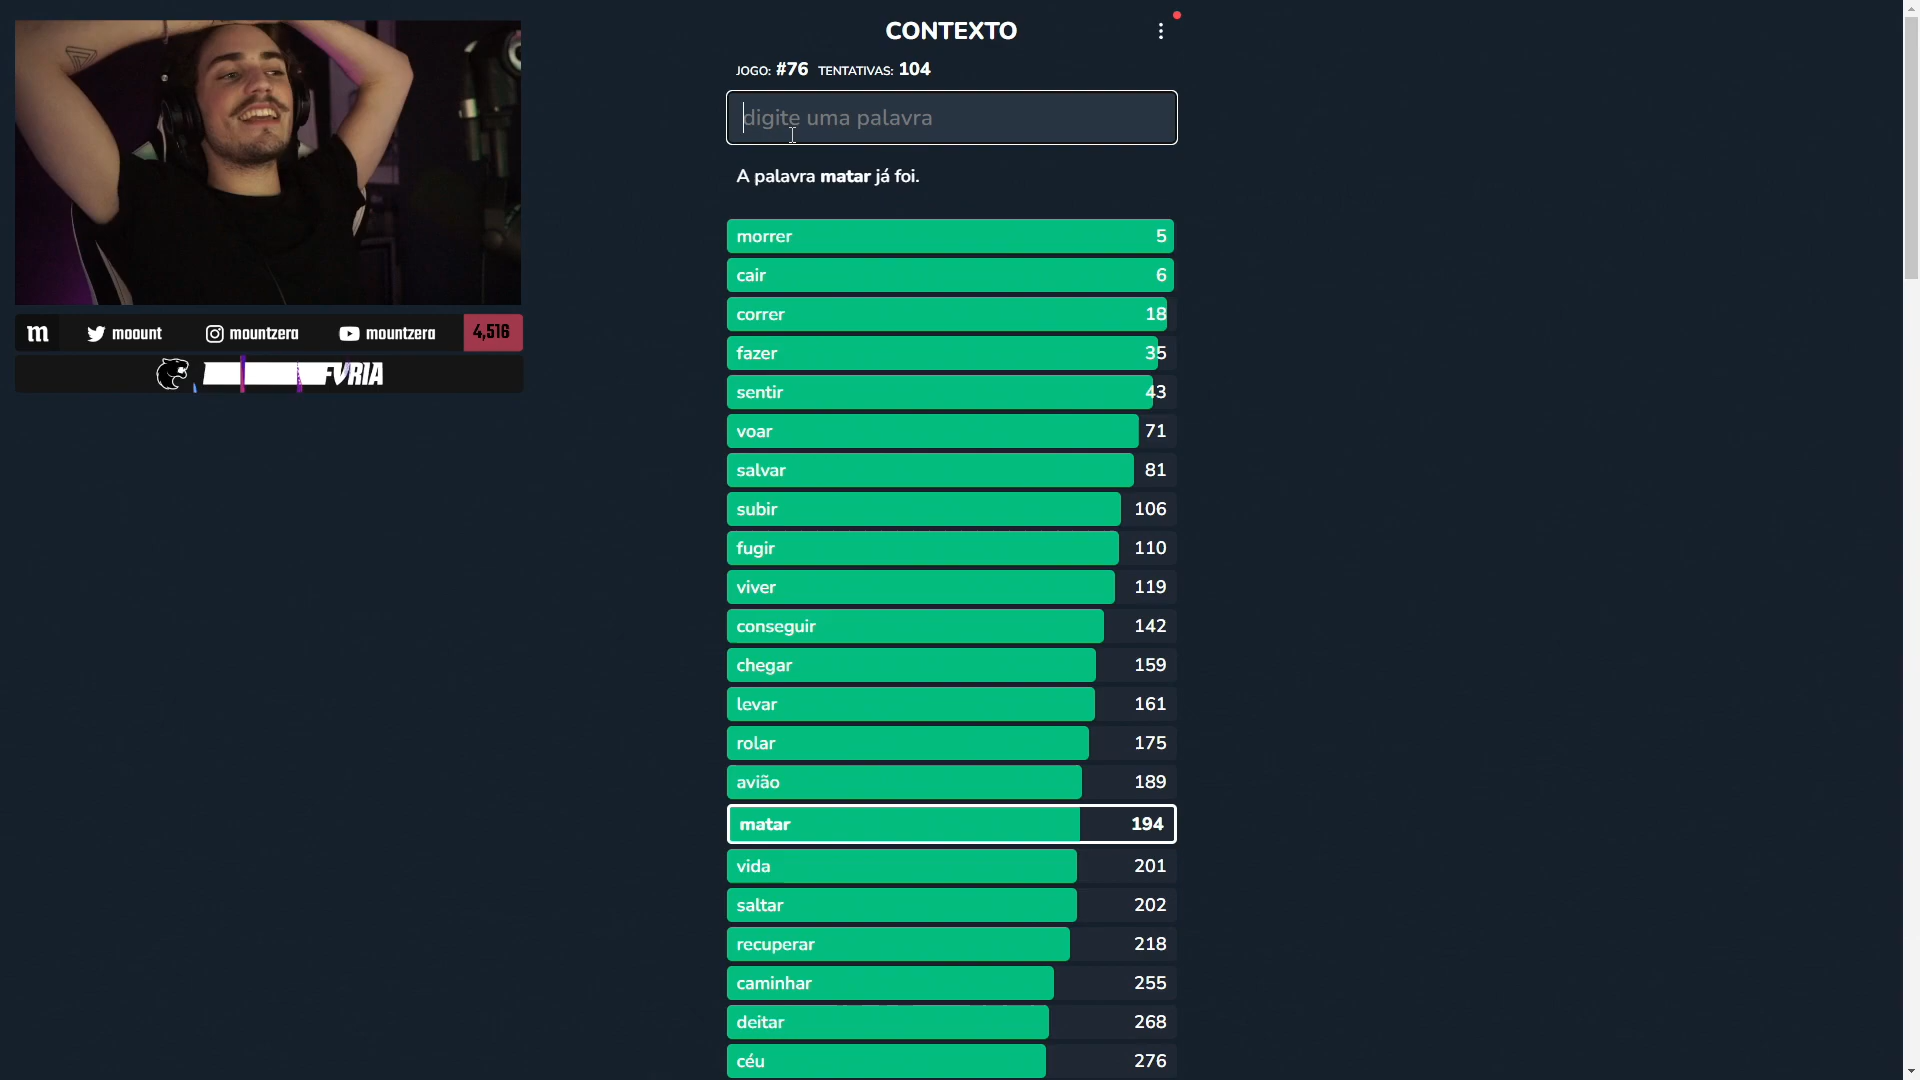 CONTEXTO
JOGO: #76 TENTATIVAS: 104
digite uma palavra
A palavra matar já foi.
morrer 5
cair 6
correr 18
fazer 35
sentir 43
voar 71
salvar 81
subir 106
fugir 110
viver 119
conseguir 142
chegar 159
levar 161
rolar 175
avião 189
matar 194
vida 201
saltar 202
recuperar 218
caminhar 255
deitar 268
céu 276
m moount mountzera mountzera 4,516
FURIA